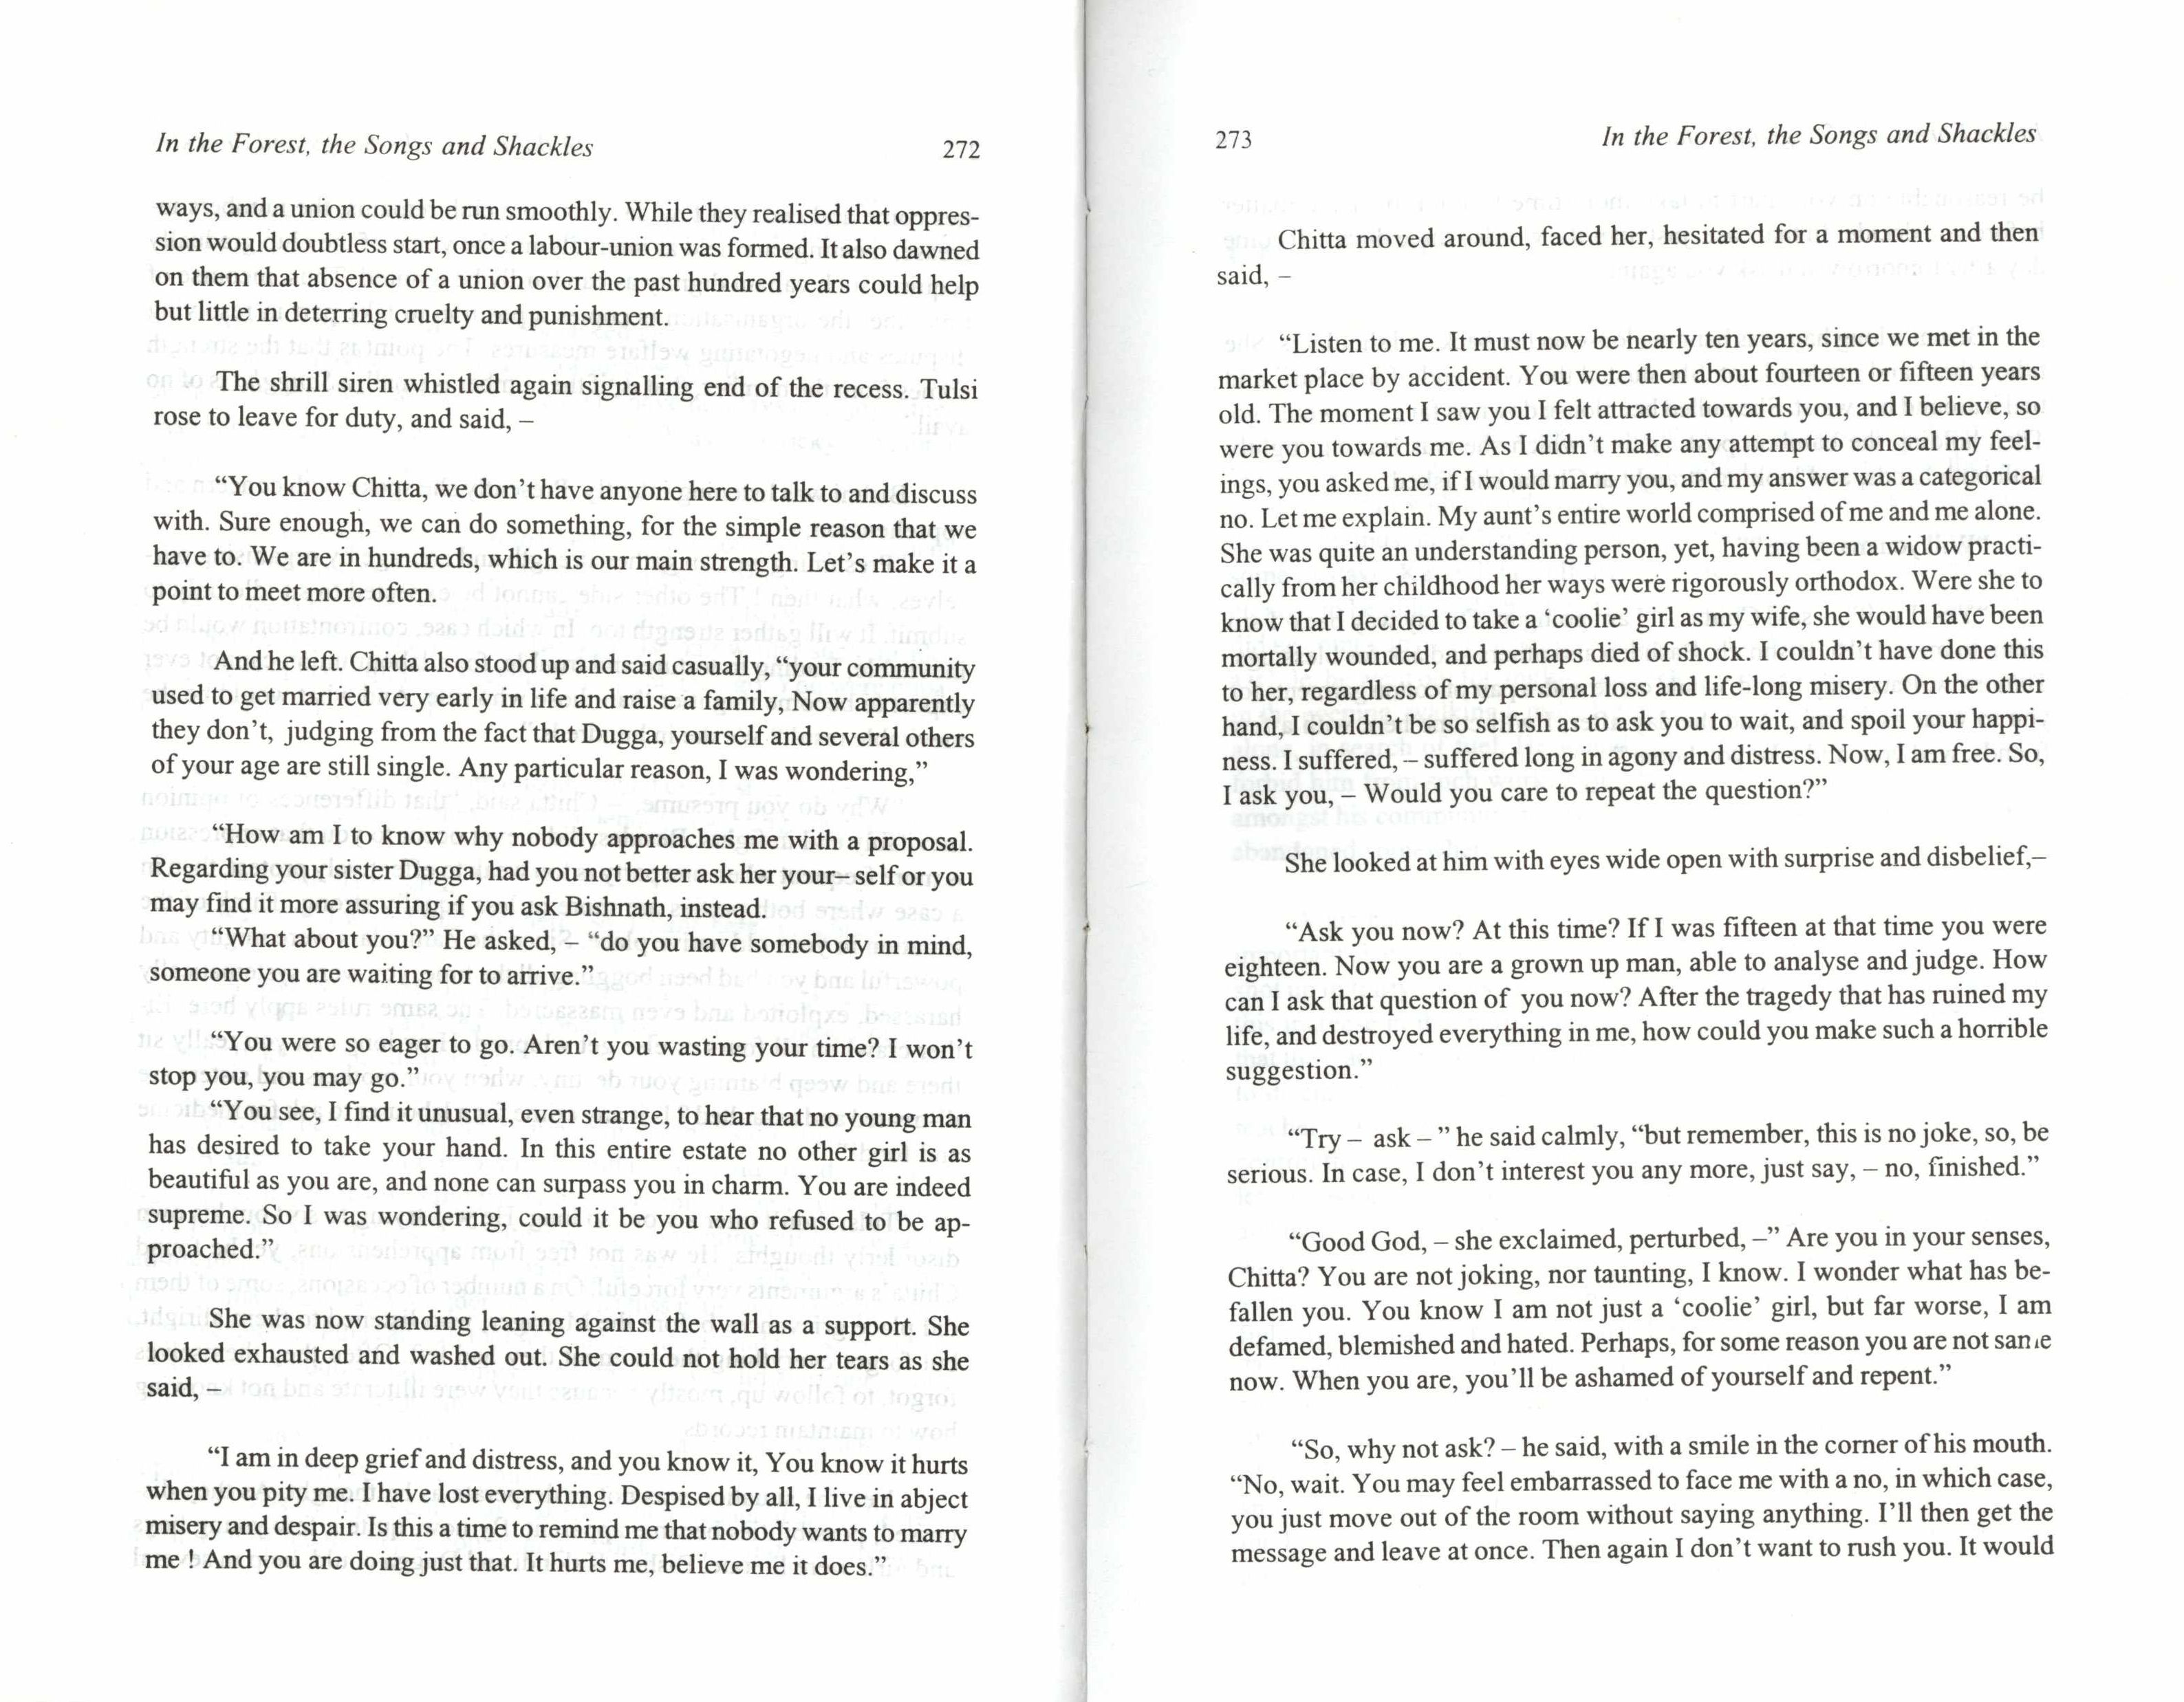 In the Forest, the Songs and Shackles 272
ways, and a union could be run smoothly. While they realised that oppres-
sion would doubtless start, once a labour-union was formed. It also dawned
on them that absence of a union over the past hundred years could help
but little in deterring cruelty and punishment.
The shrill siren whistled again signalling end of the recess. Tulsi
rose to leave for duty, and said, –
“You know Chitta, we don’t have anyone here to talk to and discuss
with. Sure enough, we can do something, for the simple reason that we
have to. We are in hundreds, which is our main strength. Let’s make it a
point to meet more often.
And he left. Chitta also stood up and said casually, “your community
used to get married very early in life and raise a family, Now apparently
they don’t, judging from the fact that Dugga, yourself and several others
of your age are still single. Any particular reason, I was wondering,”
“How am I to know why nobody approaches me with a proposal.
Regarding your sister Dugga, had you not better ask her your–self or you
may find it more assuring if you ask Bishnath, instead.
“What about you?” He asked, – “do you have somebody in mind,
someone you are waiting for to arrive.”
“You were so eager to go. Aren’t you wasting your time? I won’t
stop you, you may go.”
“You see, I find it unusual, even strange, to hear that no young man
has desired to take your hand. In this entire estate no other girl is as
beautiful as you are, and none can surpass you in charm. You are indeed
supreme. So I was wondering, could it be you who refused to be ap-
proached.”
She was now standing leaning against the wall as a support. She
looked exhausted and washed out. She could not hold her tears as she
said, –
“I am in deep grief and distress, and you know it, You know it hurts
when you pity me. I have lost everything. Despised by all, I live in abject
misery and despair. Is this a time to remind me that nobody wants to marry
me ! And you are doing just that. It hurts me, believe me it does.”
273 In the Forest, the Songs and Shackles
Chitta moved around, faced her, hesitated for a moment and then
said, –
“Listen to me. It must now be nearly ten years, since we met in the
market place by accident. You were then about fourteen or fifteen years
old. The moment I saw you I felt attracted towards you, and I believe, so
were you towards me. As I didn’t make any attempt to conceal my feel-
ings, you asked me, if I would marry you, and my answer was a categorical
no. Let me explain. My aunt’s entire world comprised of me and me alone.
She was quite an understanding person, yet, having been a widow practi-
cally from her childhood her ways were rigorously orthodox. Were she to
know that I decided to take a ‘coolie’ girl as my wife, she would have been
mortally wounded, and perhaps died of shock. I couldn’t have done this
to her, regardless of my personal loss and life-long misery. On the other
hand, I couldn’t be so selfish as to ask you to wait, and spoil your happi-
ness. I suffered, – suffered long in agony and distress. Now, I am free. So,
I ask you, – Would you care to repeat the question?”
She looked at him with eyes wide open with surprise and disbelief,–
“Ask you now? At this time? If I was fifteen at that time you were
eighteen. Now you are a grown up man, able to analyse and judge. How
can I ask that question of you now? After the tragedy that has ruined my
life, and destroyed everything in me, how could you make such a horrible
suggestion.”
“Try – ask – ” he said calmly, “but remember, this is no joke, so, be
serious. In case, I don’t interest you any more, just say, – no, finished.”
“Good God, – she exclaimed, perturbed, –” Are you in your senses,
Chitta? You are not joking, nor taunting, I know. I wonder what has be-
fallen you. You know I am not just a ‘coolie’ girl, but far worse, I am
defamed, blemished and hated. Perhaps, for some reason you are not sane
now. When you are, you’ll be ashamed of yourself and repent.”
“So, why not ask? – he said, with a smile in the corner of his mouth.
“No, wait. You may feel embarrassed to face me with a no, in which case,
you just move out of the room without saying anything. I’ll then get the
message and leave at once. Then again I don’t want to rush you. It would